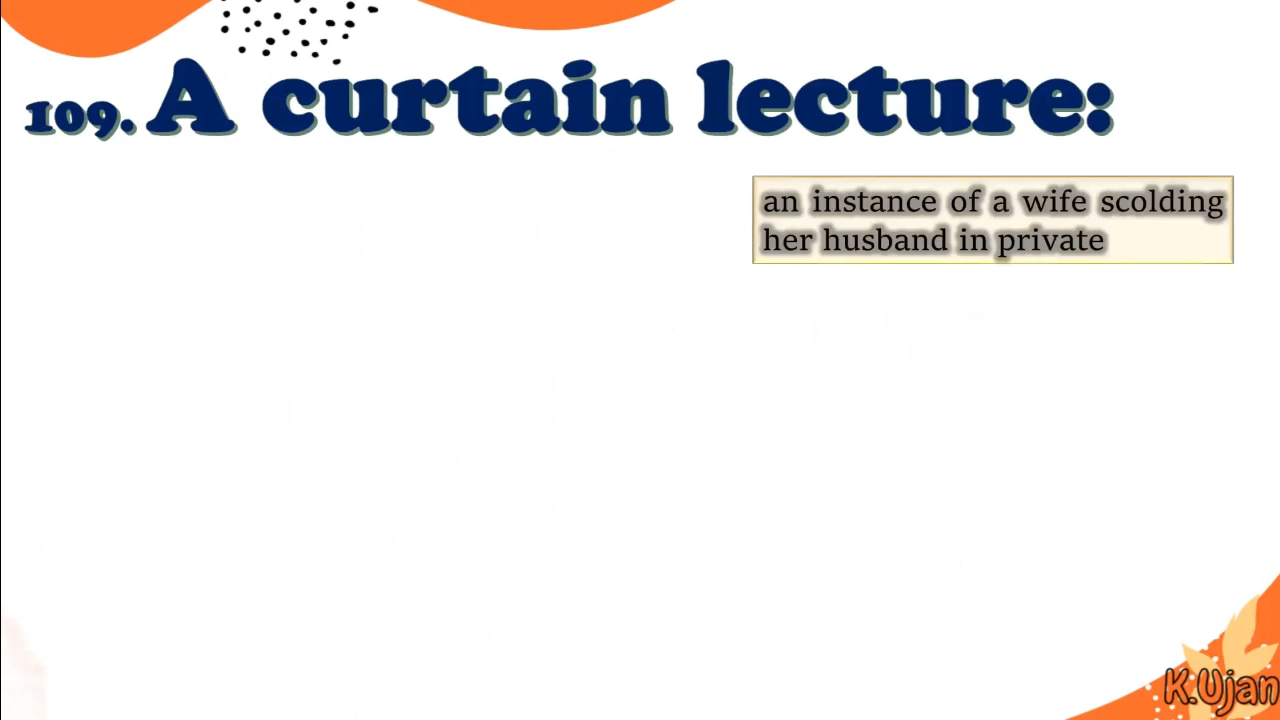 109. A curtain lecture:
an instance of a wife scolding
her husband in private
K.Ujan